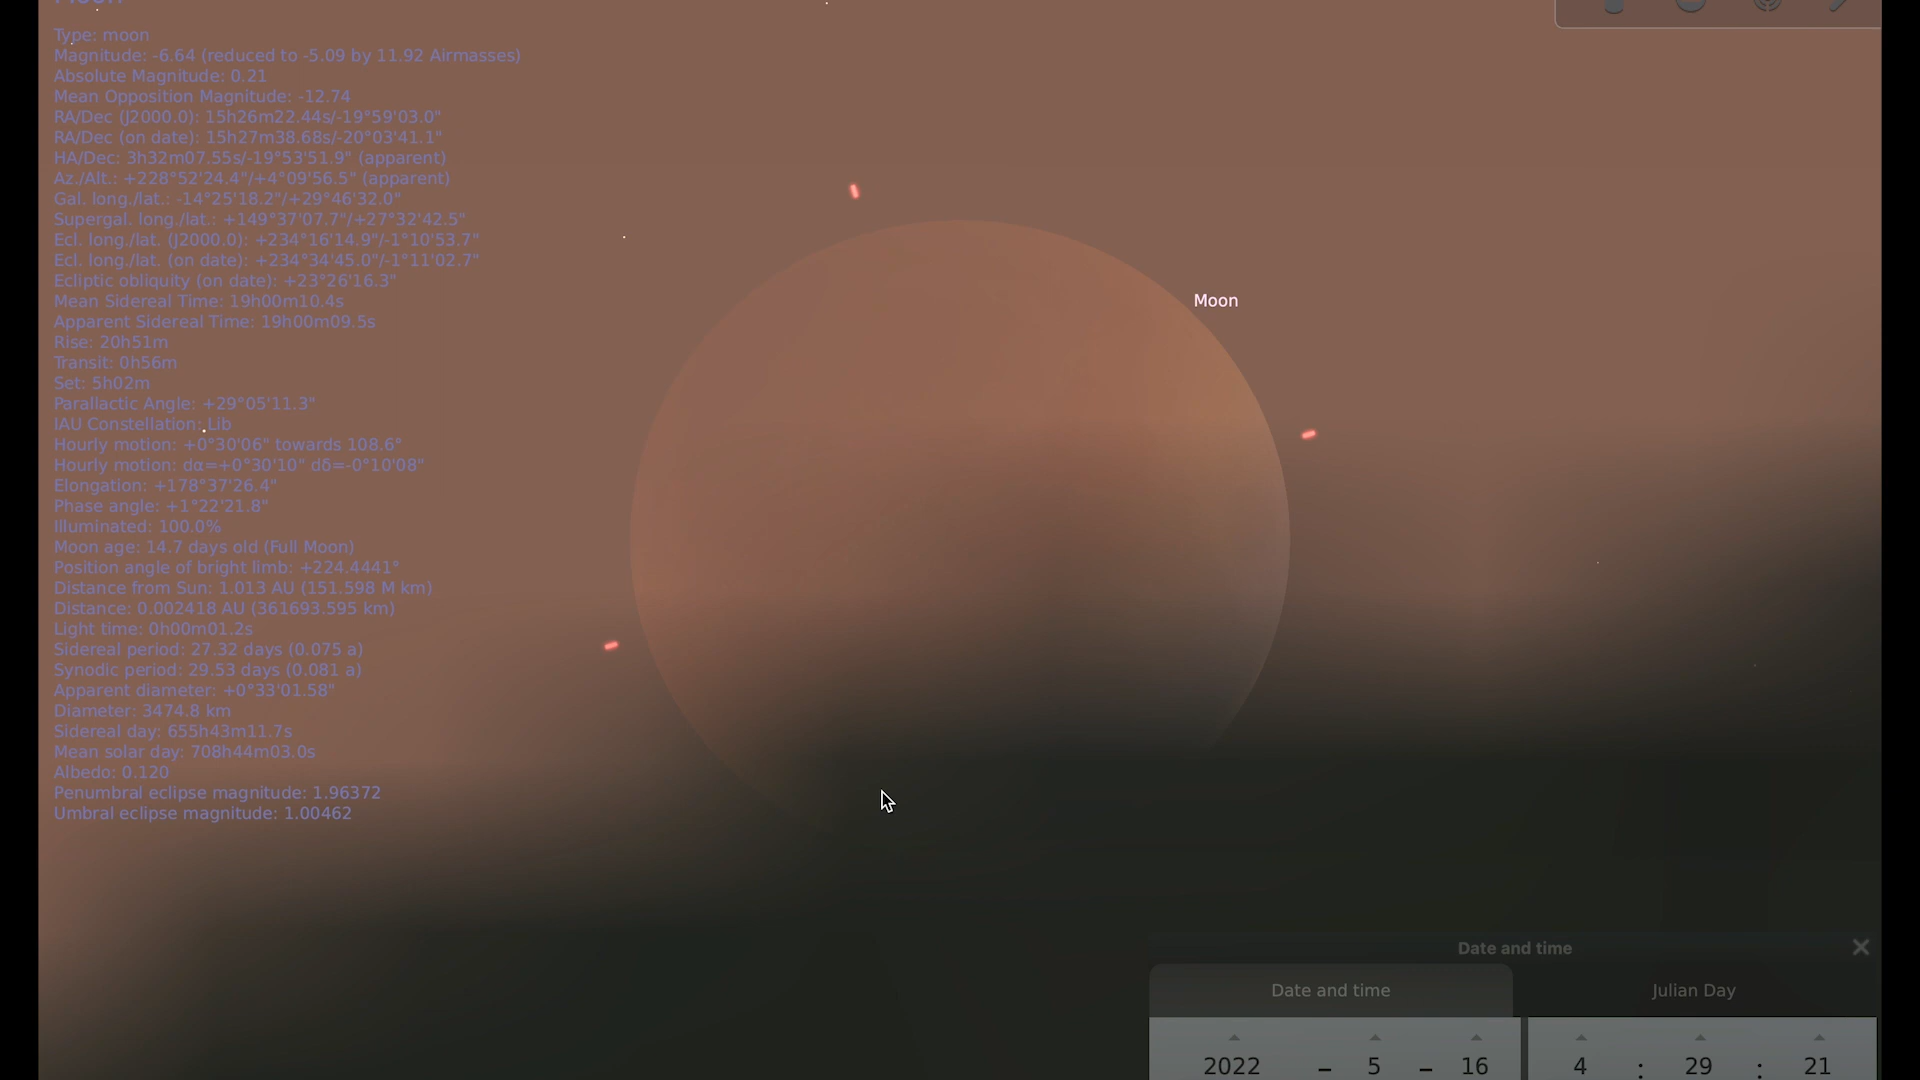 Moon
Type: moon
Magnitude: -6.64 (reduced to -5.09 by 11.92 Airmasses)
Absolute Magnitude: 0.21
Mean Opposition Magnitude: -12.74
RA/Dec (J2000.0): 15h26m22.44s/-19°59'03.0"
RA/Dec (on date): 15h27m38.68s/-20°03'41.1"
HA/Dec: 3h32m07.55s/-19°53'51.9" (apparent)
Az./Alt.: +228°52'24.4"/+4°09'56.5" (apparent)
Gal. long./lat.: -14°25'18.2"/+29°46'32.0"
Supergal. long./lat.: +149°37'07.7"/+27°32'42.5"
Ecl. long./lat. (J2000.0): +234°16'14.9"/-1°10'53.7"
Ecl. long./lat. (on date): +234°34'45.0"/-1°11'02.7"
Ecliptic obliquity (on date): +23°26'16.3"
Mean Sidereal Time: 19h00m10.4s
Moon
Apparent Sidereal Time: 19h00m09.5s
Rise: 20h51m
Transit: 0h56m
Set: 5h02m
Parallactic Angle: +29°05'11.3"
IAU Constellation: Lib
Hourly motion: +0°30'06" towards 108.6°
Hourly motion: dα=+0°30'10" dδ=-0°10'08"
Elongation: +178°37'26.4"
Phase angle: +1°22'21.8"
Illuminated: 100.0%
Moon age: 14.7 days old (Full Moon)
Position angle of bright limb: +224.4441°
Distance from Sun: 1.013 AU (151.598 M km)
Distance: 0.002418 AU (361693.595 km)
Light time: 0h00m01.2s
Sidereal period: 27.32 days (0.075 a)
Synodic period: 29.53 days (0.081 a)
Apparent diameter: +0°33'01.58"
Diameter: 3474.8 km
Sidereal day: 655h43m11.7s
Mean solar day: 708h44m03.0s
Albedo: 0.120
Penumbral eclipse magnitude: 1.96372
Umbral eclipse magnitude: 1.00462
Date and time
Date and time Julian Day
2022 – 5 – 16 4 : 29 : 21